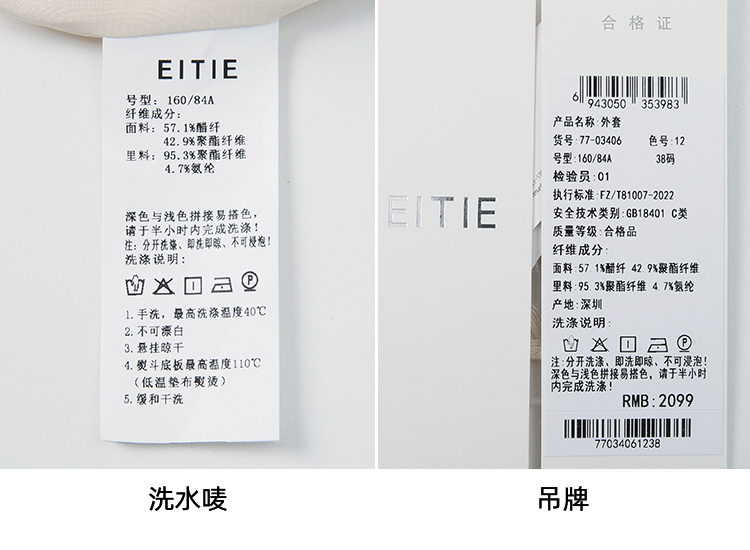 EITIE
号型: 160/84A
纤维成分:
面料: 57.1%醋纤
42.9%聚酯纤维
里料: 95.3%聚酯纤维
4.7%氨纶
深色与浅色拼接易搭色,
请于半小时内完成洗涤!
注: 分开洗涤、即洗即晾、不可浸泡!
洗涤说明:
P
1.手洗, 最高洗涤温度40℃
2.不可漂白
3.悬挂晾干
4.熨斗底板最高温度110℃
(低温垫布熨烫)
5.缓和干洗
洗水唛
EITIE
合格证
6 943050 353983
产品名称:外套
货号:77-03406 色号:12
号型:160/84A 38码
检验员:01
执行标准:FZ/T81007-2022
安全技术类别:GB18401 C类
质量等级:合格品
纤维成分:
面料:57.1%醋纤 42.9%聚酯纤维
里料:95.3%聚酯纤维 4.7%氨纶
产地:深圳
洗涤说明:
P
注:分开洗涤、即洗即晾、不可浸泡!
深色与浅色拼接易搭色,请于半小时
内完成洗涤!
RMB:2099
77034061238
吊牌